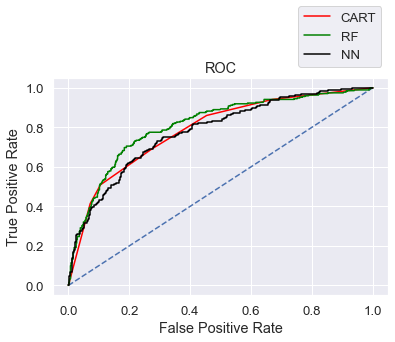 CART
RF
NN
ROC
1.0
0.8
0.6
0.4
0.2
0.0
True Positive Rate
0.0 0.2 0.4 0.6 0.8 1.0
False Positive Rate